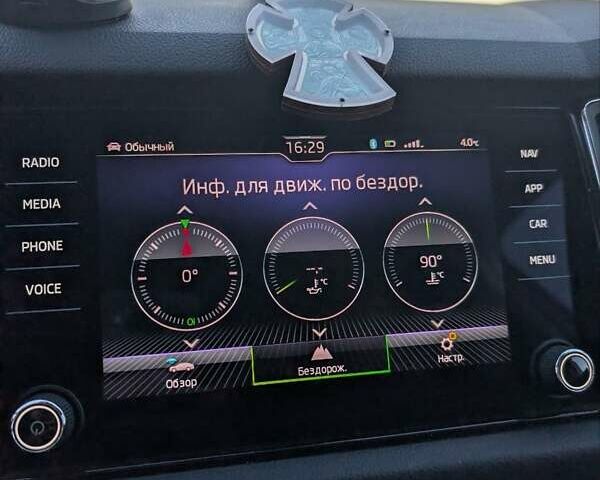 Обычный 16:29 4.0°C
Инф. для движ. по бездор.
0°
--.-
°C
90°
°C
Обзор
Бездорож.
Настр.
RADIO
MEDIA
PHONE
VOICE
NAV
APP
CAR
MENU